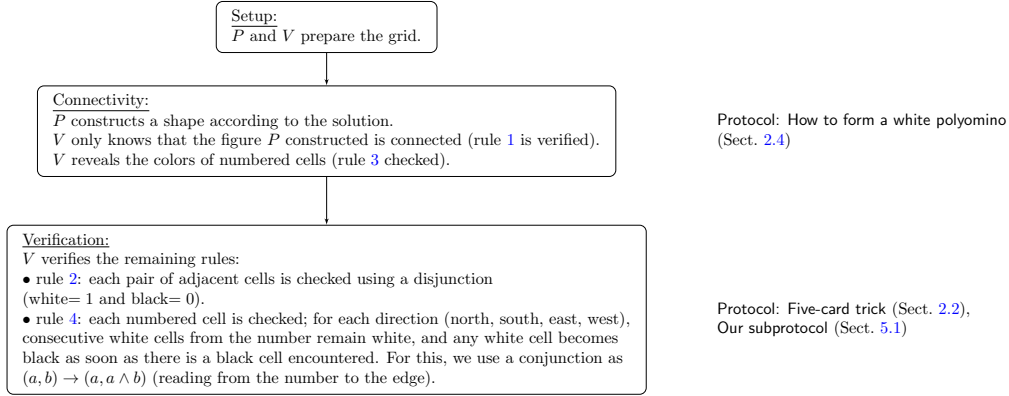 Setup:
P and V prepare the grid.
Connectivity:
P constructs a shape according to the solution.
V only knows that the figure P constructed is connected (rule 1 is verified).
V reveals the colors of numbered cells (rule 3 checked).
Protocol: How to form a white polyomino
(Sect. 2.4)
Verification:
V verifies the remaining rules:
• rule 2: each pair of adjacent cells is checked using a disjunction
(white= 1 and black= 0).
• rule 4: each numbered cell is checked; for each direction (north, south, east, west),
consecutive white cells from the number remain white, and any white cell becomes
black as soon as there is a black cell encountered. For this, we use a conjunction as
(a, b) → (a, a ∧ b) (reading from the number to the edge).
Protocol: Five-card trick (Sect. 2.2),
Our subprotocol (Sect. 5.1)